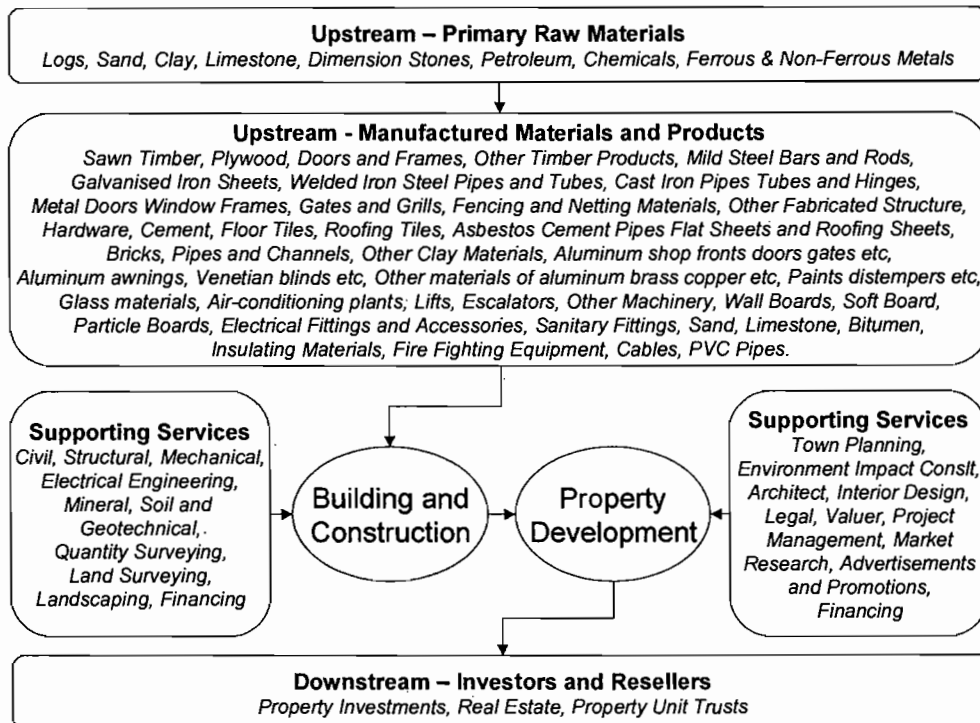 Upstream – Primary Raw Materials
Logs, Sand, Clay, Limestone, Dimension Stones, Petroleum, Chemicals, Ferrous & Non-Ferrous Metals
Upstream - Manufactured Materials and Products
Sawn Timber, Plywood, Doors and Frames, Other Timber Products, Mild Steel Bars and Rods,
Galvanised Iron Sheets, Welded Iron Steel Pipes and Tubes, Cast Iron Pipes Tubes and Hinges,
Metal Doors Window Frames, Gates and Grills, Fencing and Netting Materials, Other Fabricated Structure,
Hardware, Cement, Floor Tiles, Roofing Tiles, Asbestos Cement Pipes Flat Sheets and Roofing Sheets,
Bricks, Pipes and Channels, Other Clay Materials, Aluminum shop fronts doors gates etc,
Aluminum awnings, Venetian blinds etc, Other materials of aluminum brass copper etc, Paints distempers etc,
Glass materials, Air-conditioning plants; Lifts, Escalators, Other Machinery, Wall Boards, Soft Board,
Particle Boards, Electrical Fittings and Accessories, Sanitary Fittings, Sand, Limestone, Bitumen,
Insulating Materials, Fire Fighting Equipment, Cables, PVC Pipes.
Supporting Services
Civil, Structural, Mechanical,
Electrical Engineering,
Mineral, Soil and
Geotechnical,
Quantity Surveying,
Land Surveying,
Landscaping, Financing
Building and
Construction
Property
Development
Supporting Services
Town Planning,
Environment Impact Conslt,
Architect, Interior Design,
Legal, Valuer, Project
Management, Market
Research, Advertisements
and Promotions,
Financing
Downstream – Investors and Resellers
Property Investments, Real Estate, Property Unit Trusts